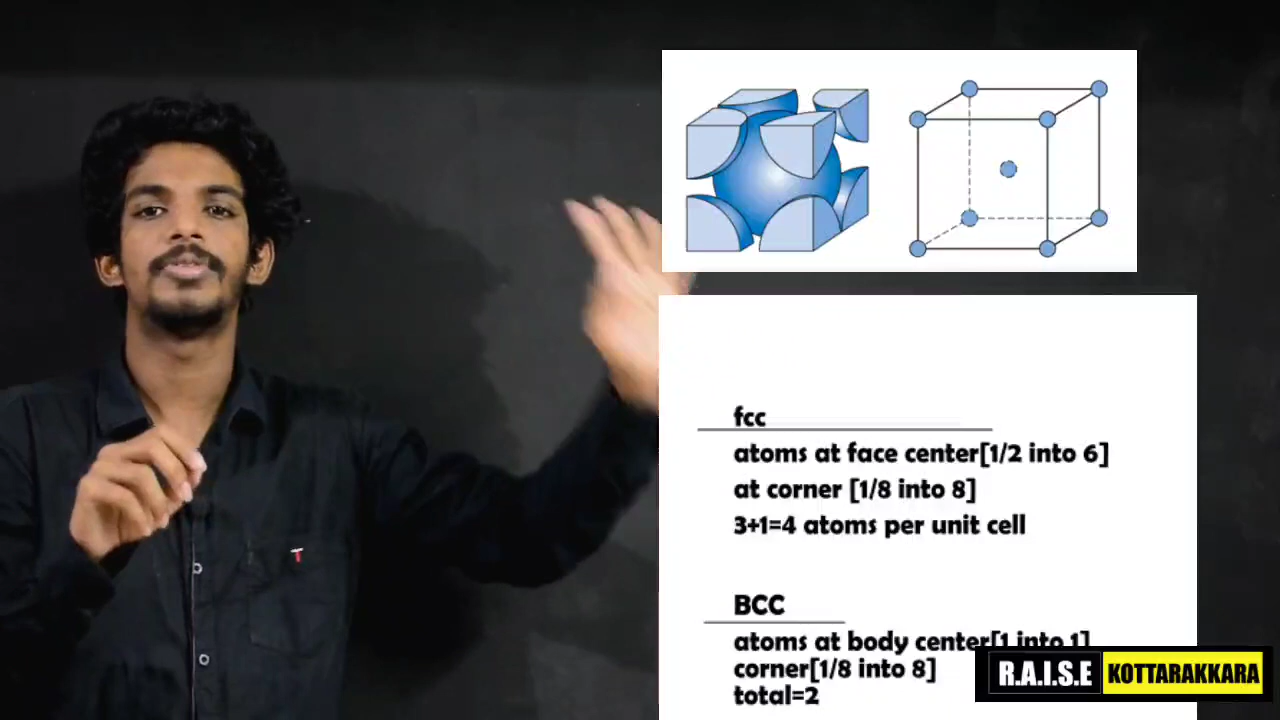 fcc
atoms at face center[1/2 into 6]
at corner [1/8 into 8]
3+1=4 atoms per unit cell
BCC
atoms at body center[1 into 1]
corner[1/8 into 8]
total=2
R.A.I.S.E KOTTARAKKARA
T